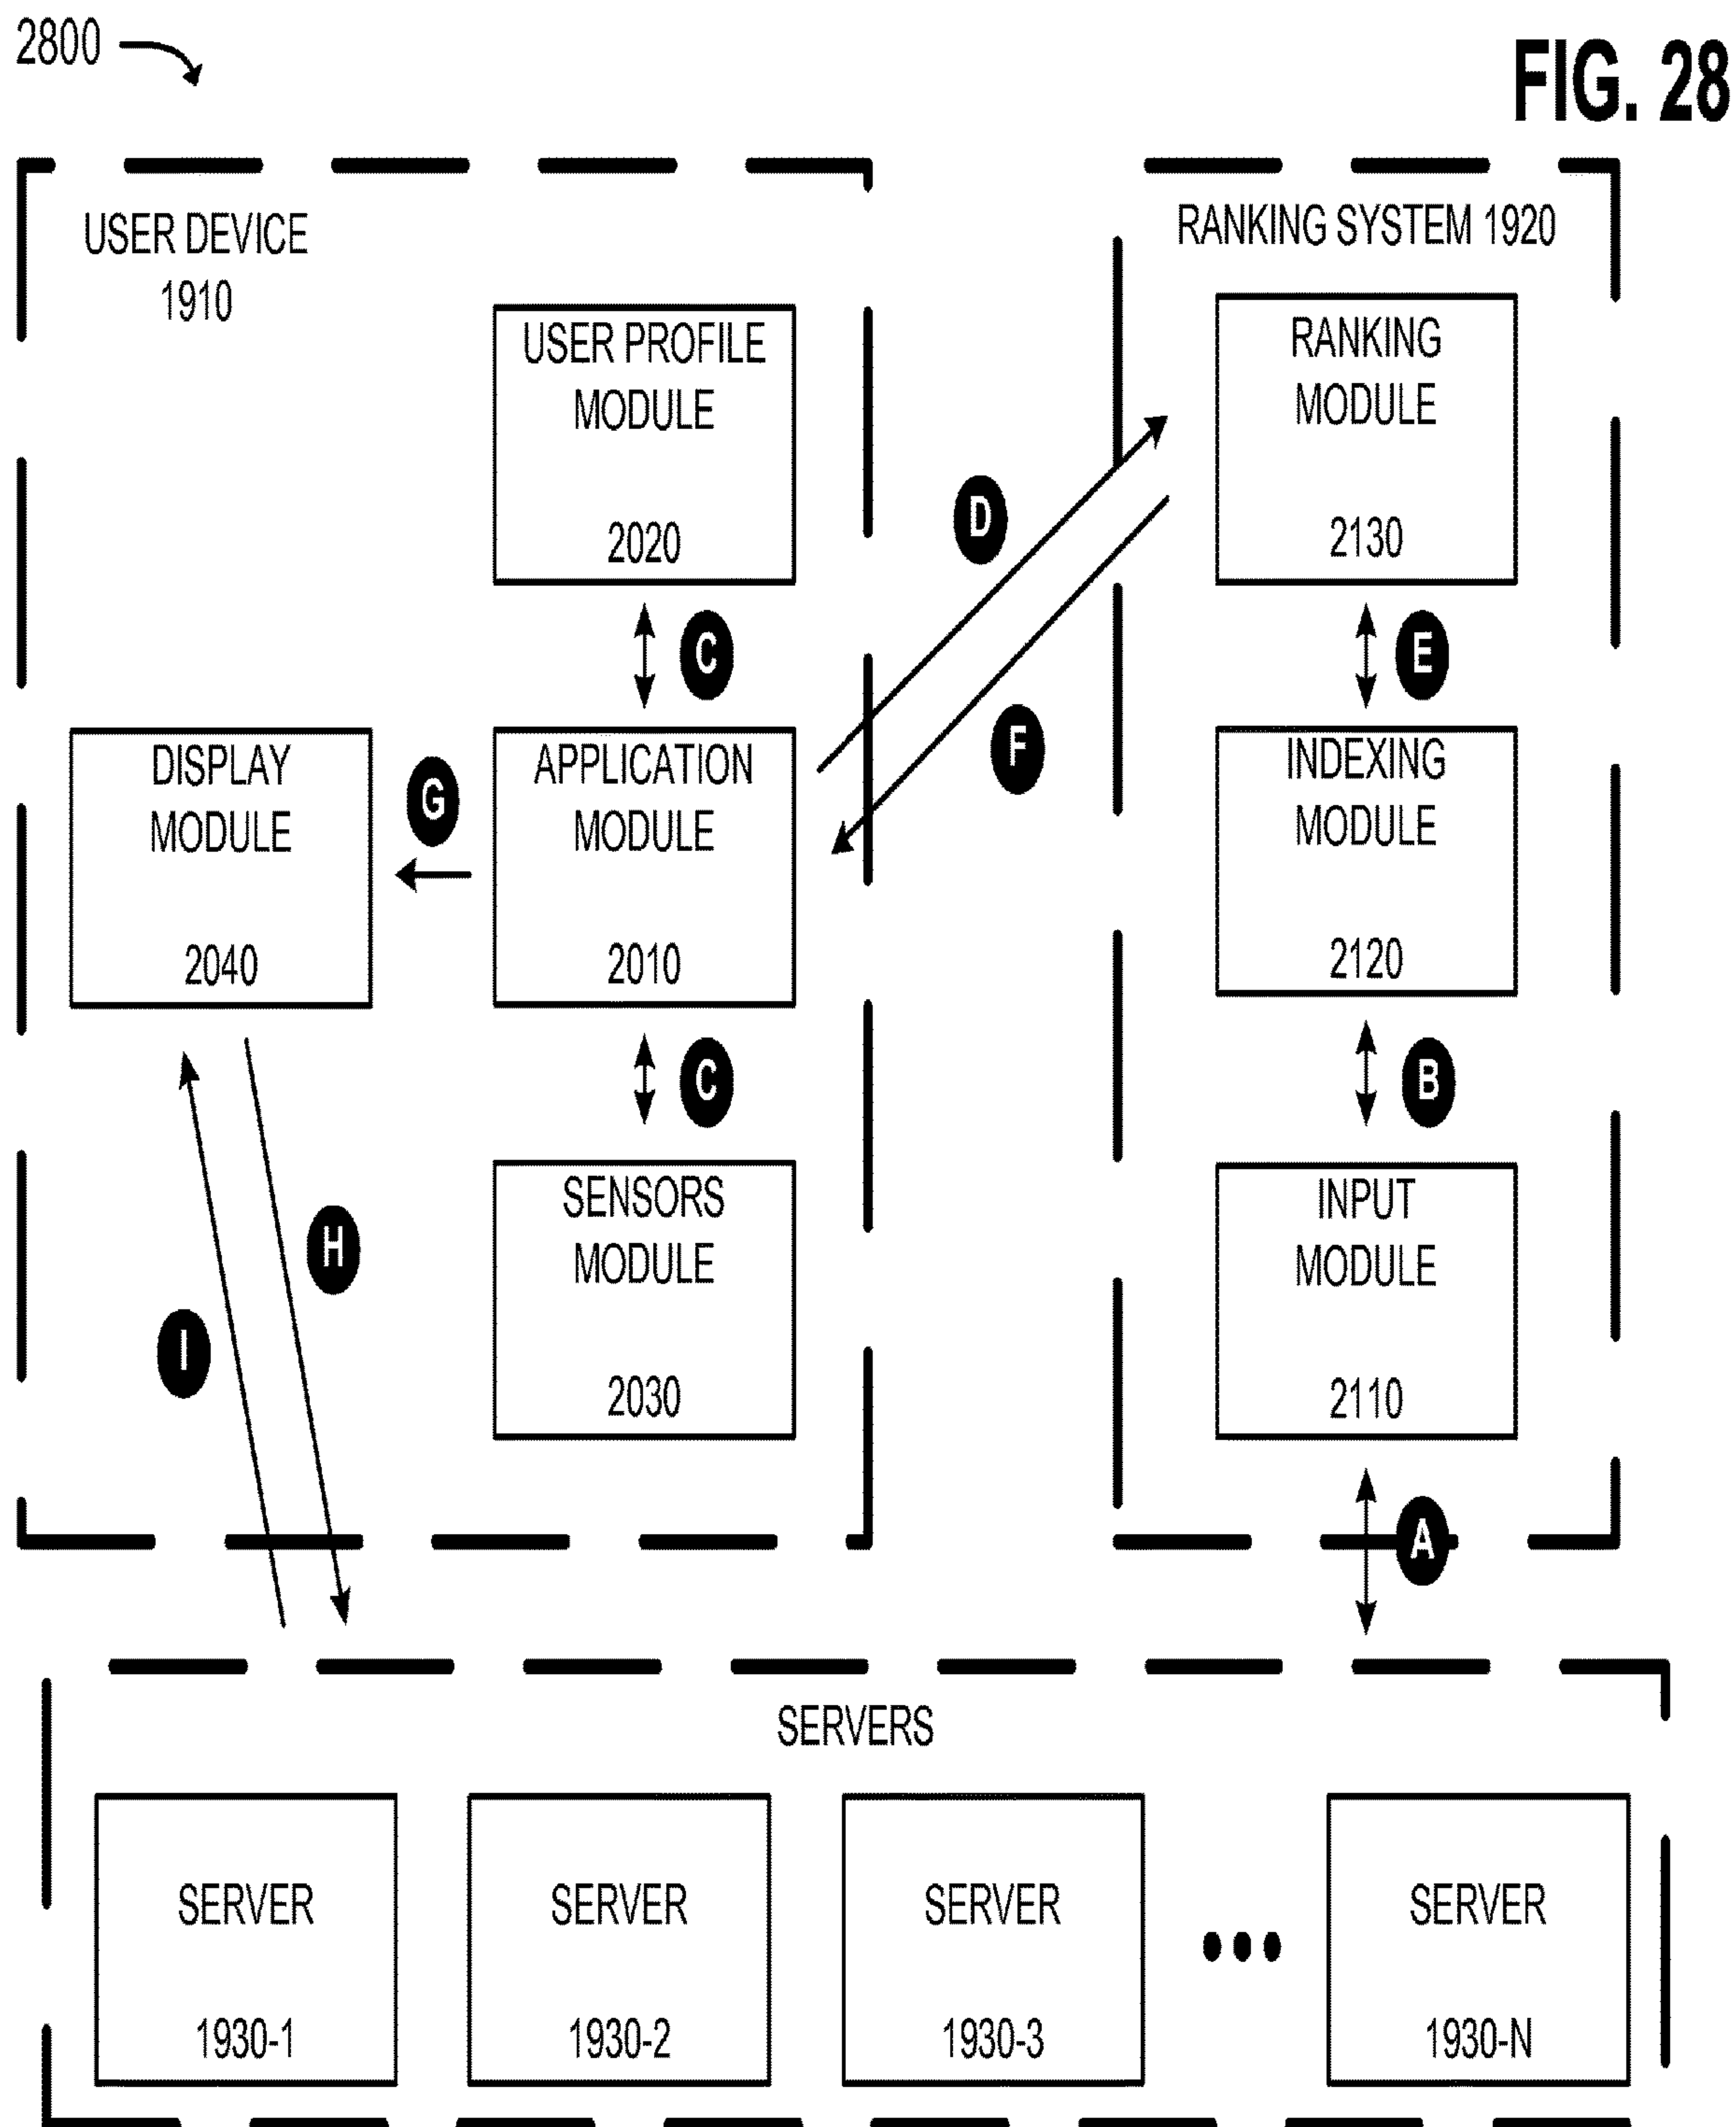 2800
FIG. 28
USER DEVICE
1910
USER PROFILE
MODULE
2020
C
DISPLAY
MODULE
2040
G
APPLICATION
MODULE
2010
C
SENSORS
MODULE
2030
H
I
D
F
RANKING SYSTEM 1920
RANKING
MODULE
2130
E
INDEXING
MODULE
2120
B
INPUT
MODULE
2110
A
SERVERS
SERVER
1930-1
SERVER
1930-2
SERVER
1930-3
SERVER
1930-N